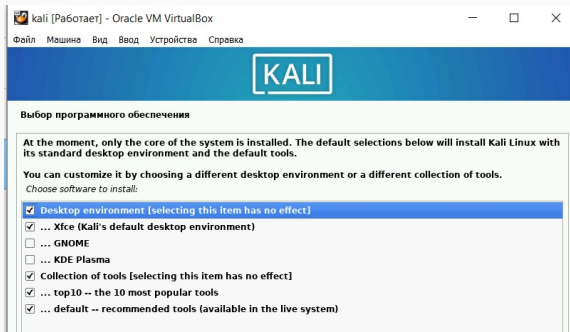 kali [Работает] - Oracle VM VirtualBox
Файл Машина Вид Ввод Устройства Справка
KALI
Выбор программного обеспечения
At the moment, only the core of the system is installed. The default selections below will install Kali Linux with
its standard desktop environment and the default tools.
You can customize it by choosing a different desktop environment or a different collection of tools.
Choose software to install:
Desktop environment [selecting this item has no effect]
... Xfce (Kali's default desktop environment)
... GNOME
... KDE Plasma
Collection of tools [selecting this item has no effect]
... top10 -- the 10 most popular tools
... default -- recommended tools (available in the live system)